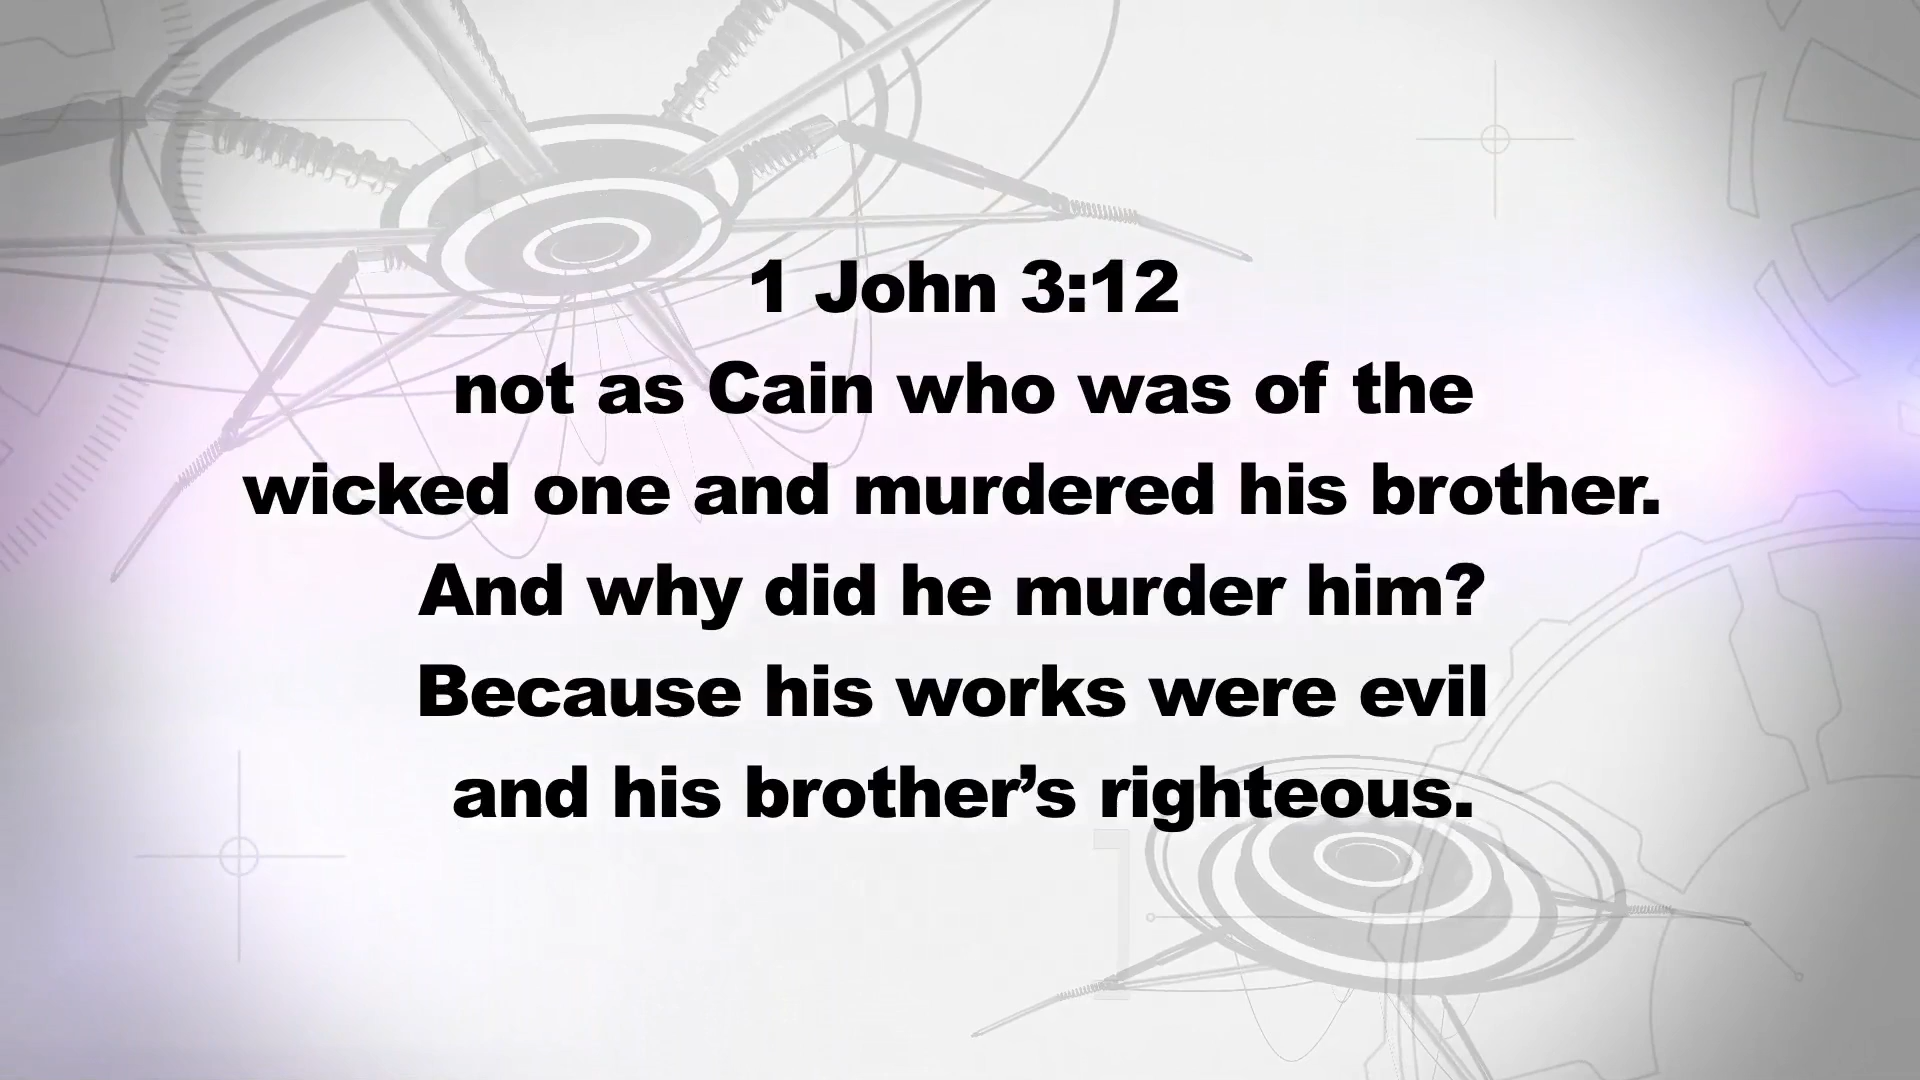 1 John 3:12
not as Cain who was of the
wicked one and murdered his brother.
And why did he murder him?
Because his works were evil
and his brother’s righteous.